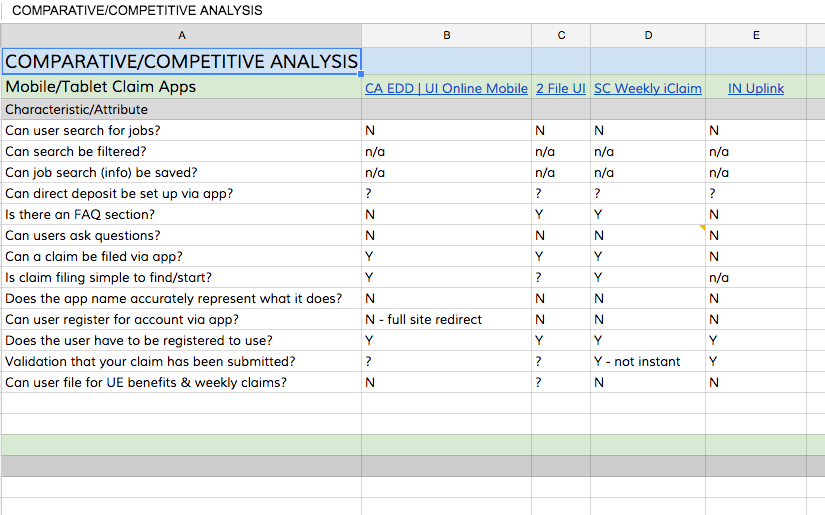 COMPARATIVE/COMPETITIVE ANALYSIS
A B C D E
COMPARATIVE/COMPETITIVE ANALYSIS
Mobile/Tablet Claim Apps CA EDD | UI Online Mobile 2 File UI SC Weekly iClaim IN Uplink
Characteristic/Attribute
Can user search for jobs? N N N N
Can search be filtered? n/a n/a n/a n/a
Can job search (info) be saved? n/a n/a n/a n/a
Can direct deposit be set up via app? ? ? ? ?
Is there an FAQ section? N Y Y N
Can users ask questions? N N N N
Can a claim be filed via app? Y Y Y N
Is claim filing simple to find/start? Y ? Y n/a
Does the app name accurately represent what it does? N N N N
Can user register for account via app? N - full site redirect N N N
Does the user have to be registered to use? Y Y Y Y
Validation that your claim has been submitted? ? ? Y - not instant Y
Can user file for UE benefits & weekly claims? N ? N N